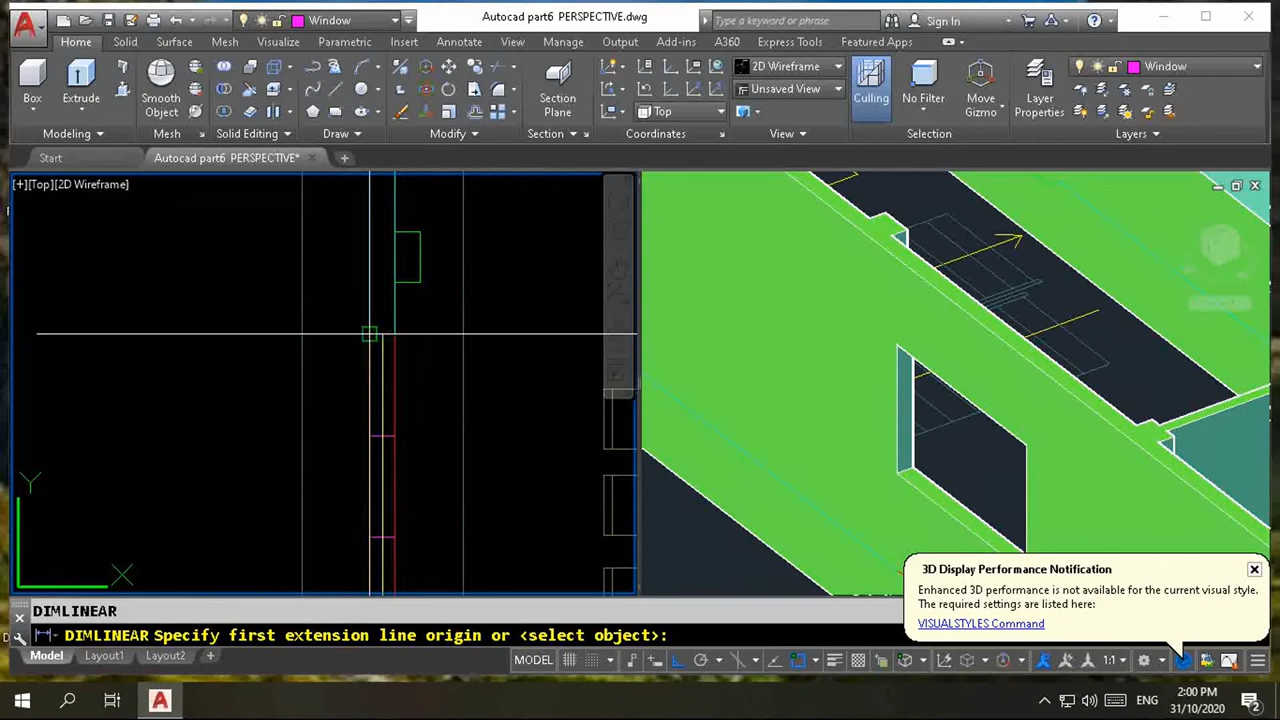 Window
Autocad part6 PERSPECTIVE.dwg
Type a keyword or phrase
Sign In
Home
Solid
Surface
Mesh
Visualize
Parametric
Insert
Annotate
View
Manage
Output
Add-ins
A360
Express Tools
Featured Apps
Box
Extrude
Smooth
Object
Section
Plane
2D Wireframe
Unsaved View
Top
Culling
No Filter
Move
Gizmo
Layer
Properties
Window
Modeling
Mesh
Solid Editing
Draw
Modify
Section
Coordinates
View
Selection
Layers
Start
Autocad part6 PERSPECTIVE*
[+][Top][2D Wireframe]
Y
X
3D Display Performance Notification
Enhanced 3D performance is not available for the current visual style.
The required settings are listed here:
VISUALSTYLES Command
DIMLINEAR
DIMLINEAR Specify first extension line origin or <select object>:
Model
Layout1
Layout2
MODEL
1:1
ENG
2:00 PM
31/10/2020
2